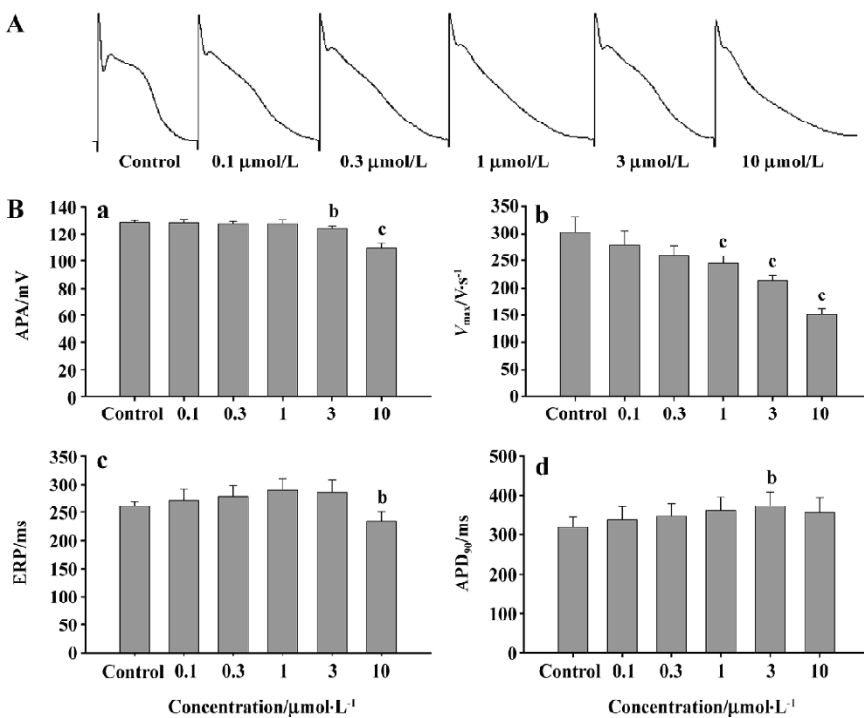 A
Control 0.1 µmol/L 0.3 µmol/L 1 µmol/L 3 µmol/L 10 µmol/L
B
a
APA/mV
140
120
100
80
60
40
20
0
b
c
Control 0.1 0.3 1 3 10
b
Vmax/V·s-1
350
300
250
200
150
100
50
0
c
c
c
Control 0.1 0.3 1 3 10
c
ERP/ms
350
300
250
200
150
100
50
0
b
Control 0.1 0.3 1 3 10
Concentration/µmol·L-1
d
APD90/ms
500
400
300
200
100
0
b
Control 0.1 0.3 1 3 10
Concentration/µmol·L-1